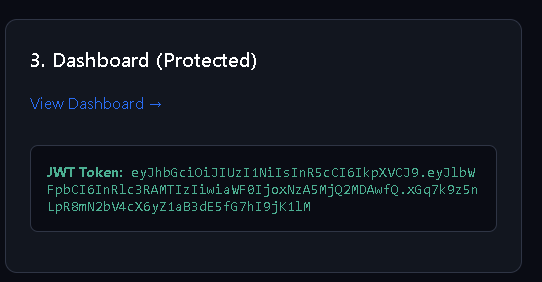 3. Dashboard (Protected)
View Dashboard →
JWT Token: eyJhbGciOiJIUzI1NiIsInR5cCI6IkpXVCJ9.eyJlbW
FpbCI6InRlc3RAMTIzIiwiaWF0IjoxNzA5MjQ2MDAwfQ.xGq7k9z5n
LpR8mN2bV4cX6yZ1aB3dE5fG7hI9jK1lM